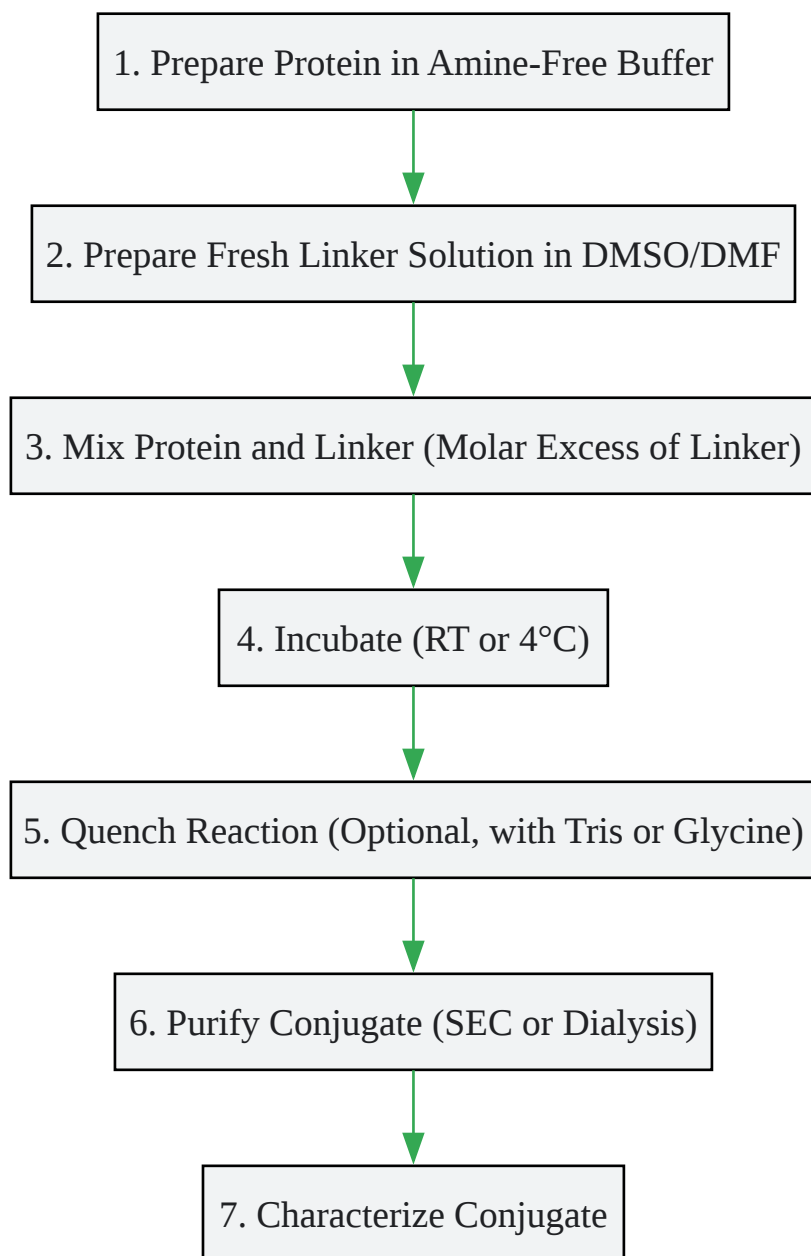 1. Prepare Protein in Amine-Free Buffer
2. Prepare Fresh Linker Solution in DMSO/DMF
3. Mix Protein and Linker (Molar Excess of Linker)
4. Incubate (RT or 4°C)
5. Quench Reaction (Optional, with Tris or Glycine)
6. Purify Conjugate (SEC or Dialysis)
7. Characterize Conjugate